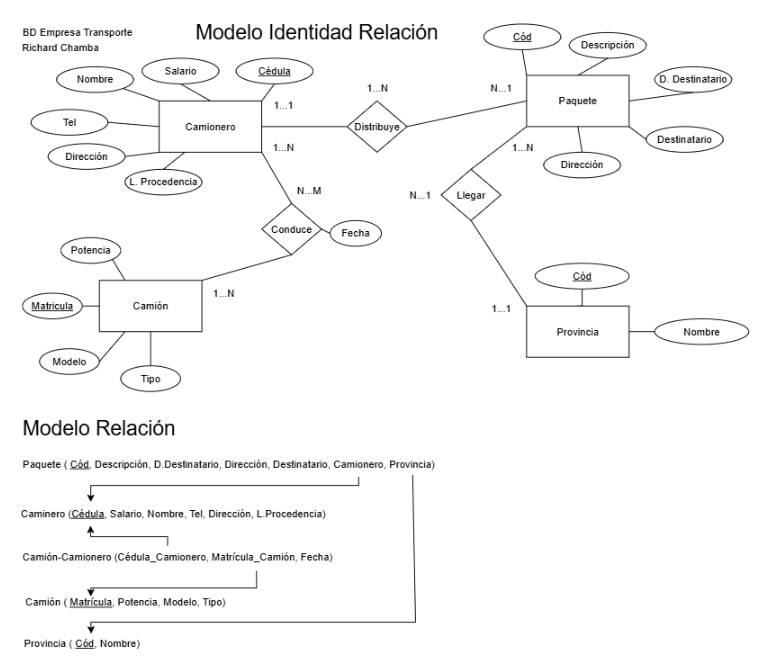 BD Empresa Transporte
Richard Chamba
Modelo Identidad Relación
Nombre
Salario
Cédula
Tel
Dirección
L. Procedencia
Camionero
1...1
1...N
1...N
Distribuye
N...1
Cód
Descripción
D. Destinatario
Destinatario
Dirección
Paquete
1...N
N...1
Llegar
1...1
N...M
Conduce
Fecha
1...N
Potencia
Matricula
Modelo
Tipo
Camión
Cód
Provincia
Nombre
Modelo Relación
Paquete ( Cód, Descripción, D.Destinatario, Dirección, Destinatario, Camionero, Provincia)
Caminero (Cédula, Salario, Nombre, Tel, Dirección, L.Procedencia)
Camión-Camionero (Cédula_Camionero, Matrícula_Camión, Fecha)
Camión ( Matrícula, Potencia, Modelo, Tipo)
Provincia ( Cód, Nombre)